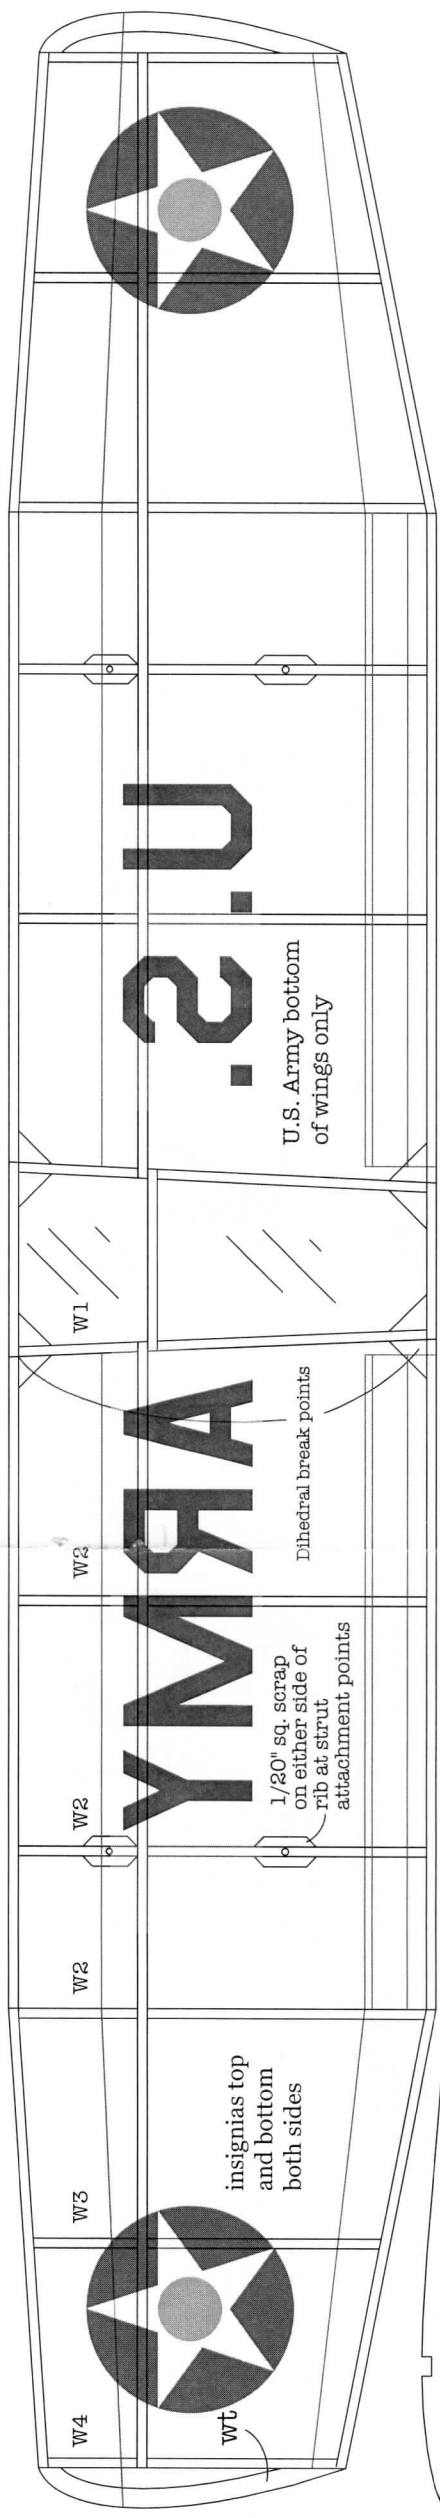 U.S.
ARMY
U.S. Army bottom
of wings only
W1
Dihedral break points
W2
1/20" sq. scrap
on either side of
rib at strut
attachment points
W2
W2
insignias top
and bottom
both sides
W3
W4
wt